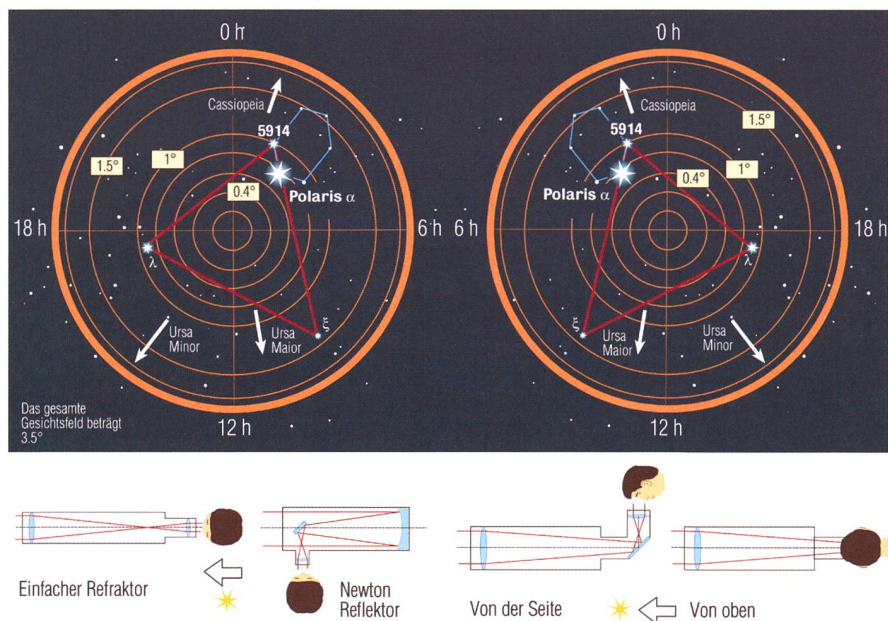 0 h
Cassiopeia
5914
1.5°
1°
0.4°
Polaris α
18 h
6 h
λ
ξ
Ursa
Minor
Ursa
Maior
Das gesamte
Gesichtsfeld beträgt
3.5°
12 h
0 h
Cassiopeia
5914
1.5°
1°
0.4°
Polaris α
6 h
18 h
λ
ξ
Ursa
Maior
Ursa
Minor
12 h
Einfacher Refraktor
Newton
Reflektor
Von der Seite
Von oben